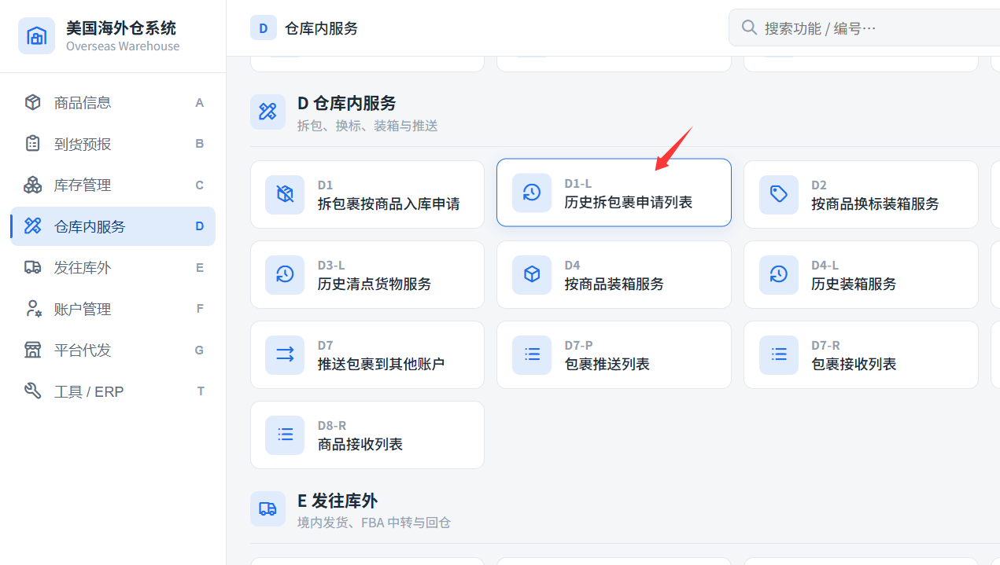 美国海外仓系统
Overseas Warehouse
商品信息 A
到货预报 B
库存管理 C
仓库内服务 D
发往库外 E
账户管理 F
平台代发 G
工具 / ERP T
D 仓库内服务
搜索功能 / 编号…
D 仓库内服务
拆包、换标、装箱与推送
D1
拆包裹按商品入库申请
D1-L
历史拆包裹申请列表
D2
按商品换标装箱服务
D3-L
历史清点货物服务
D4
按商品装箱服务
D4-L
历史装箱服务
D7
推送包裹到其他账户
D7-P
包裹推送列表
D7-R
包裹接收列表
D8-R
商品接收列表
E 发往库外
境内发货、FBA 中转与回仓